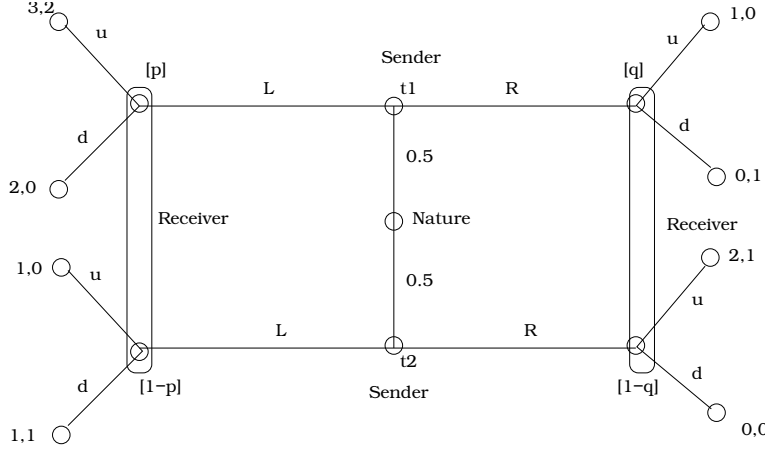 3,2
1,0
u
u
Sender
[p]
[q]
L
t1
R
d
d
0.5
2,0
0,1
Receiver
Nature
Receiver
1,0
u
2,1
0.5
u
L
R
t2
d
d
[1−p]
Sender
[1−q]
1,1
0,0